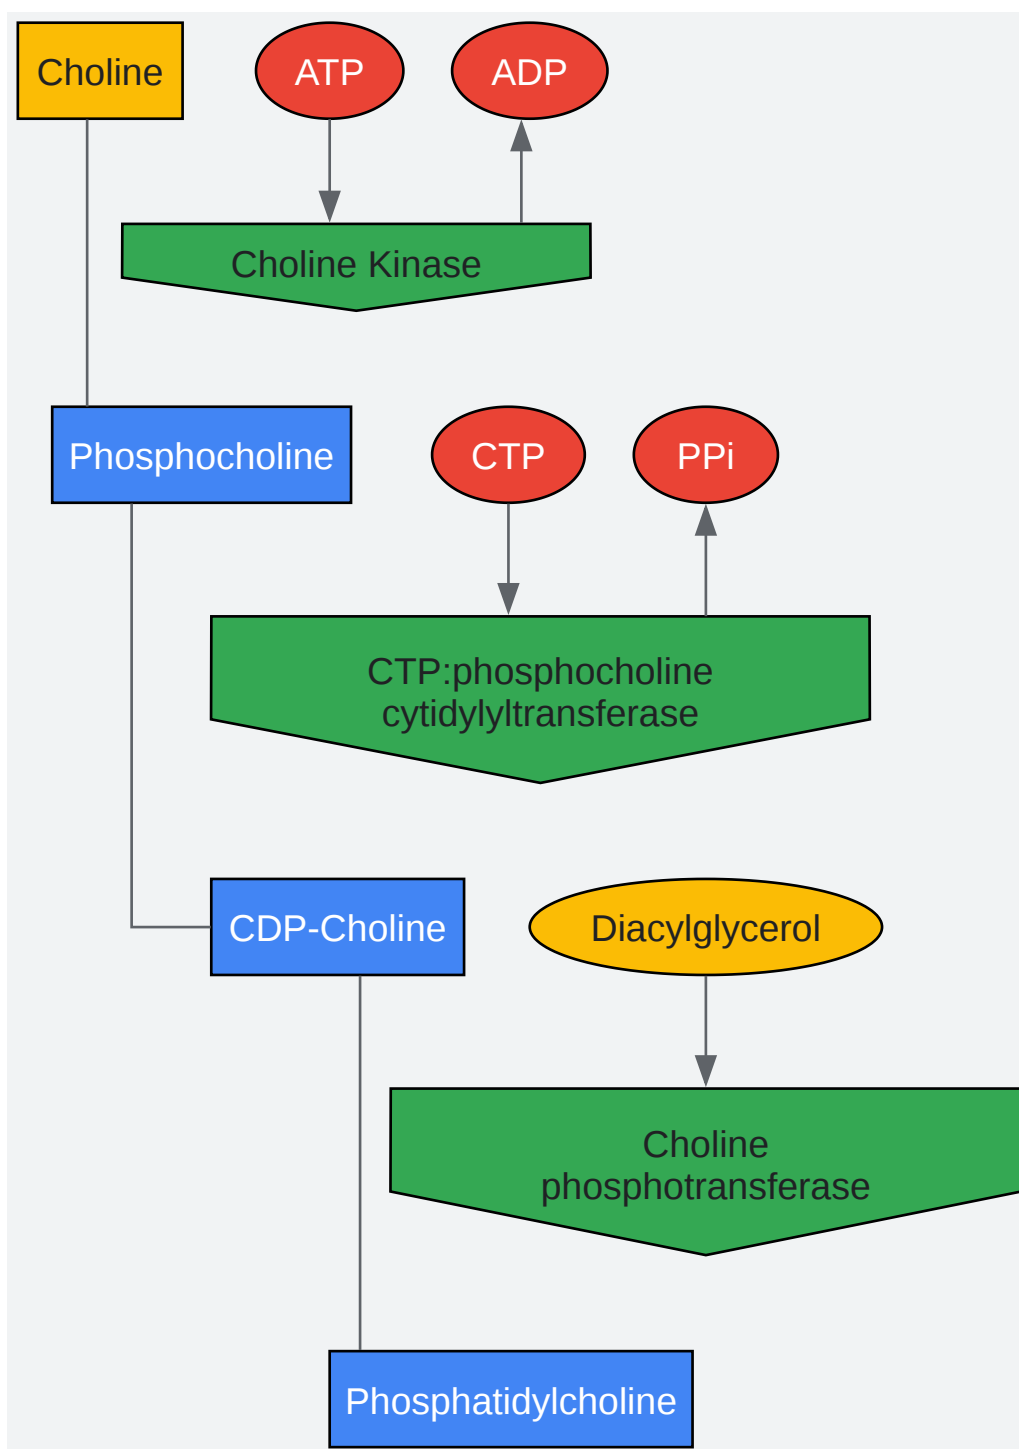 Choline
ATP
ADP
Choline Kinase
Phosphocholine
CTP
PPi
CTP:phosphocholine
cytidylyltransferase
CDP-Choline
Diacylglycerol
Choline
phosphotransferase
Phosphatidylcholine